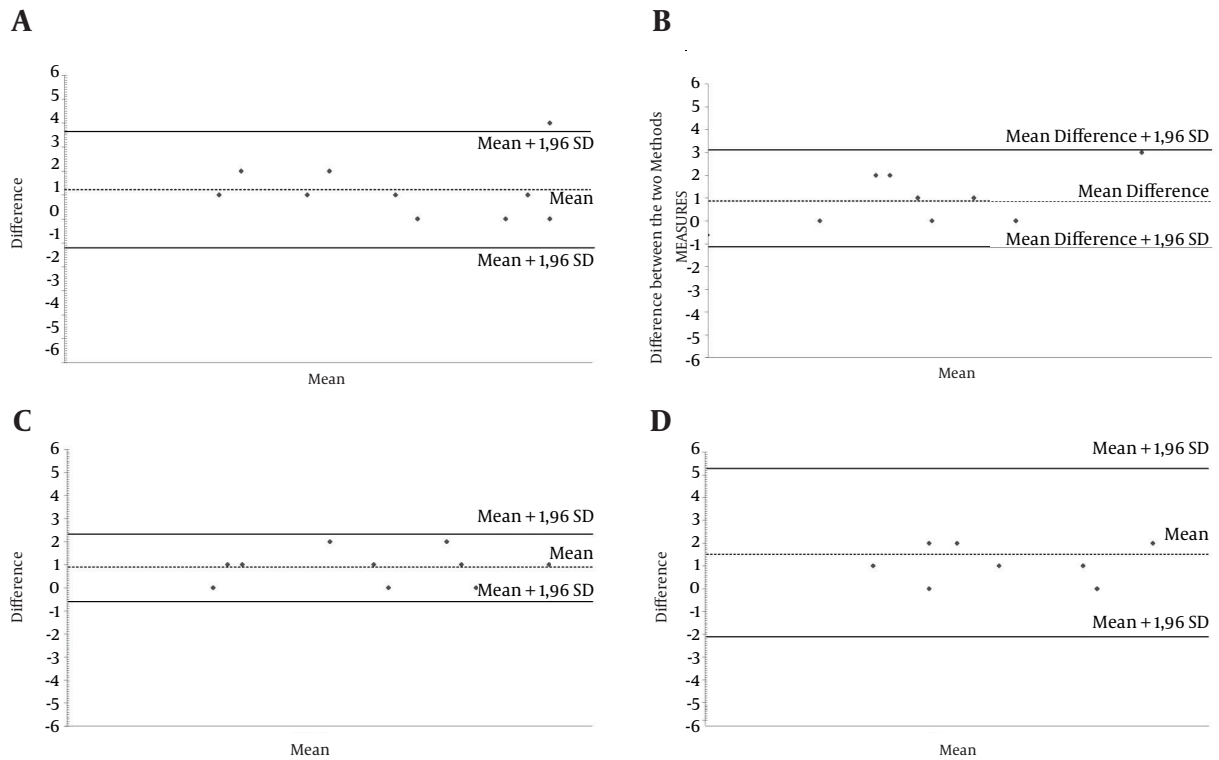 A
6
5
4
3
2
1
0
-1
-2
-3
-4
-5
-6
Difference
Mean + 1,96 SD
Mean
Mean + 1,96 SD
Mean
B
6
5
4
3
2
1
0
-1
-2
-3
-4
-5
-6
Difference between the two Methods
MEASURES
Mean Difference + 1,96 SD
Mean Difference
Mean Difference + 1,96 SD
Mean
C
6
5
4
3
2
1
0
-1
-2
-3
-4
-5
-6
Difference
Mean + 1,96 SD
Mean
Mean + 1,96 SD
Mean
D
6
5
4
3
2
1
0
-1
-2
-3
-4
-5
-6
Difference
Mean + 1,96 SD
Mean
Mean + 1,96 SD
Mean